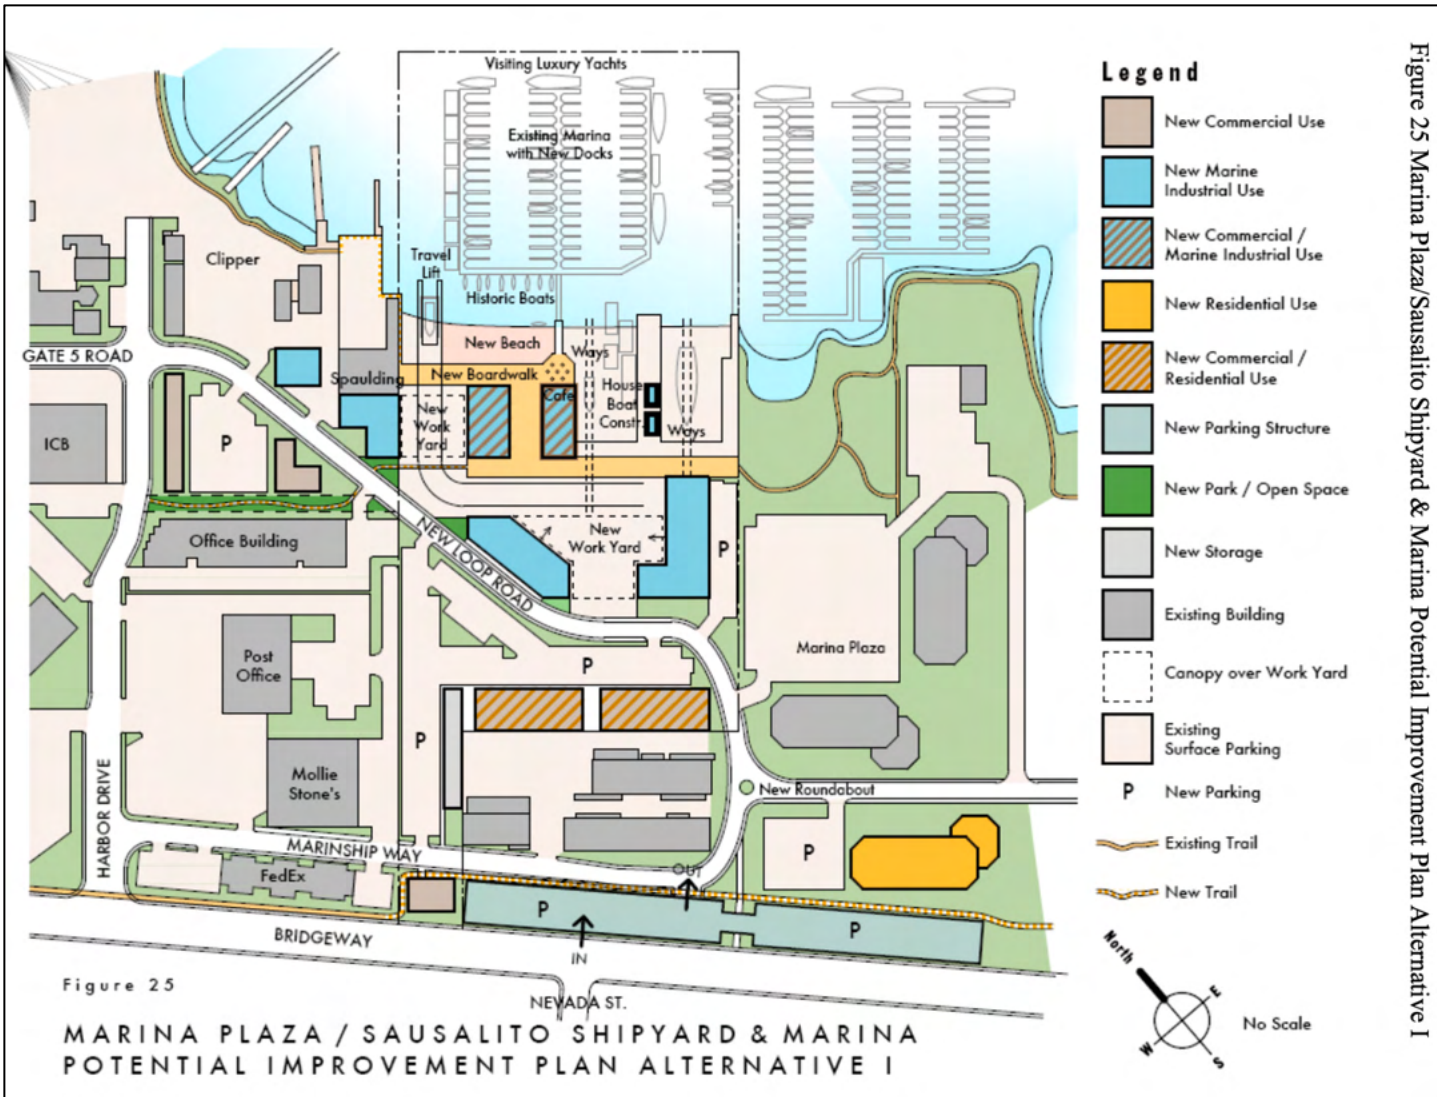 Figure 25 Marina Plaza/Sausalito Shipyard & Marina Potential Improvement Plan Alternative I
Visiting Luxury Yachts
Existing Marina
with New Docks
Travel
Lift
Historic Boats
Clipper
GATE 5 ROAD
New Beach
Ways
Spaulding
New Boardwalk
Cafe
House
Boat
Constr.
Ways
New
Work
Yard
ICB
P
Office Building
NEW LOOP ROAD
New
Work Yard
P
Post
Office
P
Marina Plaza
P
Mollie
Stone's
HARBOR DRIVE
New Roundabout
MARINSHIP WAY
FedEx
OUT
P
P
P
BRIDGEWAY
IN
NEVADA ST.
Figure 25
MARINA PLAZA / SAUSALITO SHIPYARD & MARINA
POTENTIAL IMPROVEMENT PLAN ALTERNATIVE I
Legend
New Commercial Use
New Marine
Industrial Use
New Commercial /
Marine Industrial Use
New Residential Use
New Commercial /
Residential Use
New Parking Structure
New Park / Open Space
New Storage
Existing Building
Canopy over Work Yard
Existing
Surface Parking
P New Parking
Existing Trail
New Trail
North
E
W
S
No Scale